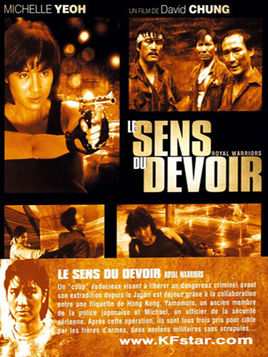 MICHELLE YEOH
UN FILM DE David CHUNG
LE
SENS
ROYAL WARRIORS
DU
DEVOIR
LE SENS DU DEVOIR ROYAL WARRIORS
Un "coup" audacieux visant à libérer un dangereux criminel avant
son extradition depuis le Japon est déjoué grâce à la collaboration
entre une fliquette de Hong Kong, Yamamoto, un ancien membre
de la police japonaise et Michael, un officier de la sécurité
aérienne. Après cette opération, ils sont tous trois pris pour cible
par les frères d'armes, deux anciens militaires sans scrupules...
www.KFstar.com